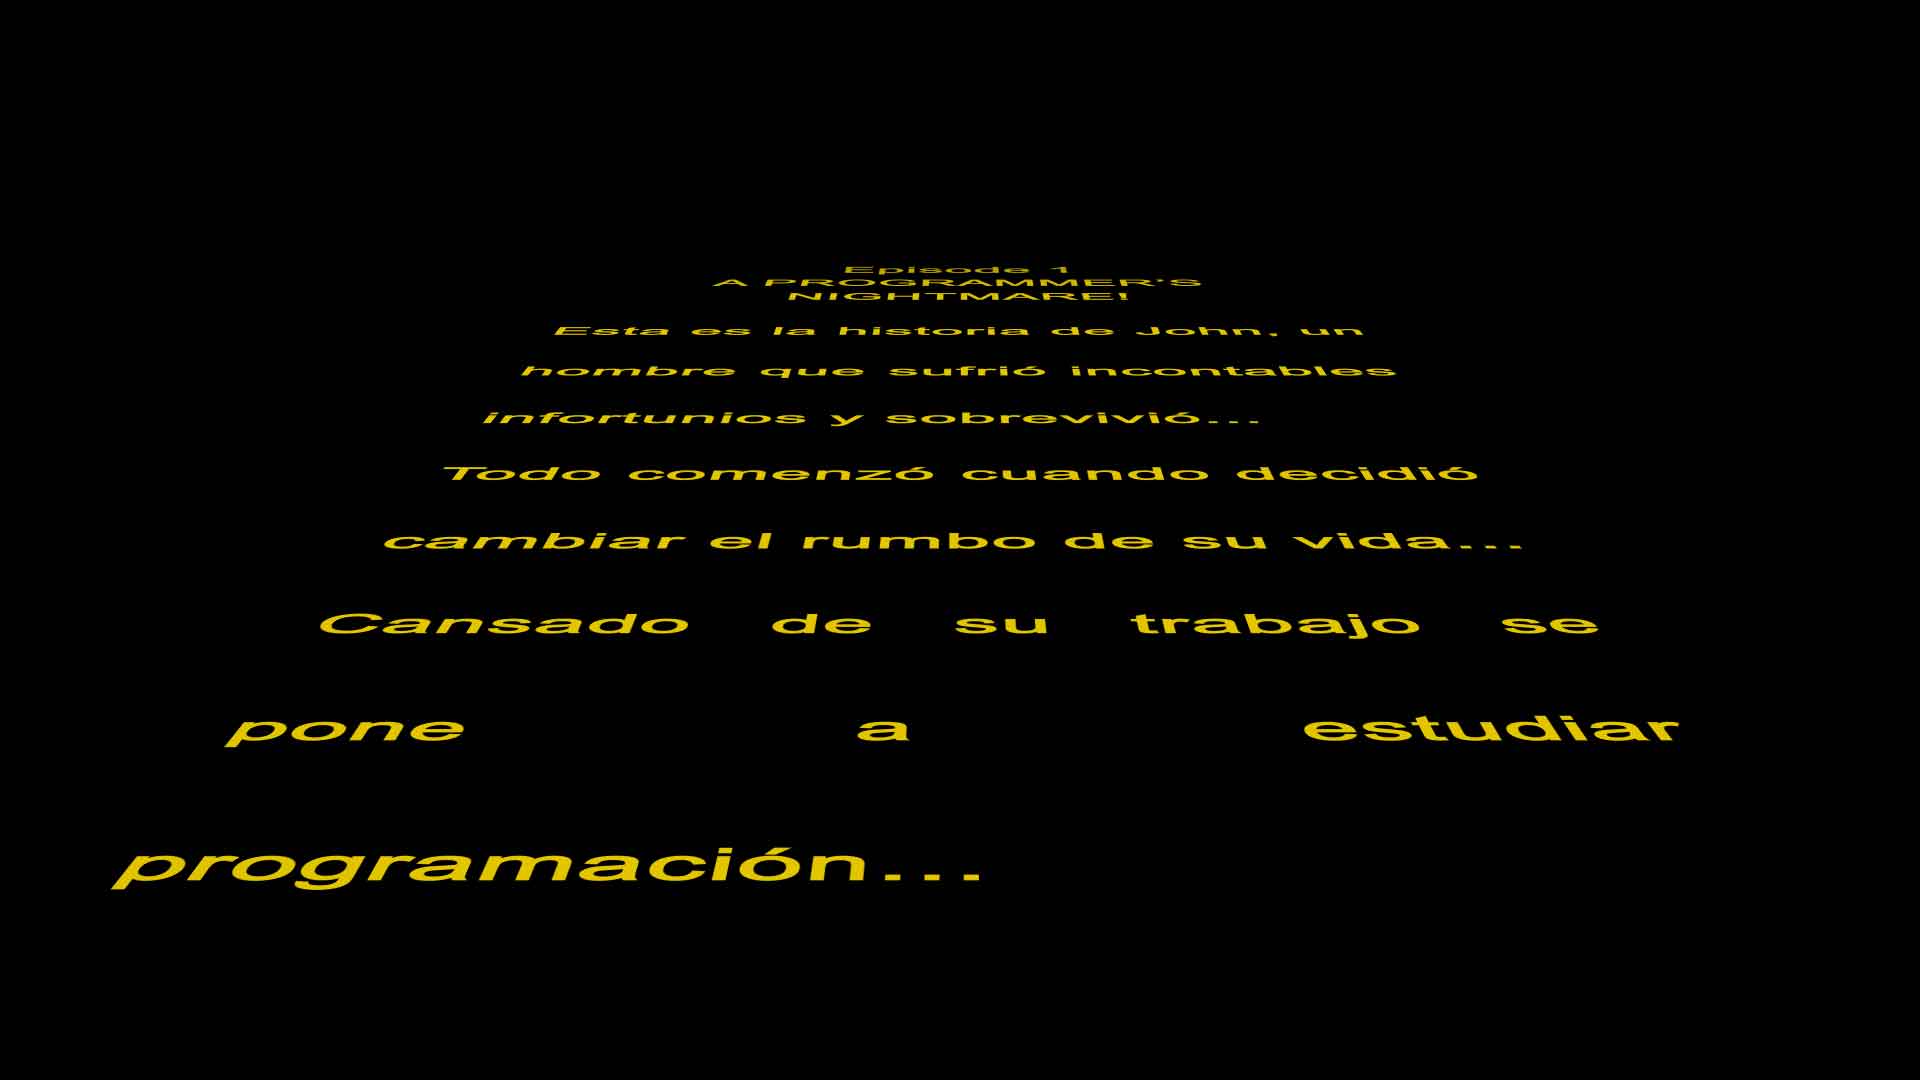 Episode 1
A PROGRAMMER'S
NIGHTMARE!
Esta es la historia de John, un
hombre que sufrió incontables
infortunios y sobrevivió...
Todo comenzó cuando decidió
cambiar el rumbo de su vida...
Cansado de su trabajo se
pone a estudiar
programación...